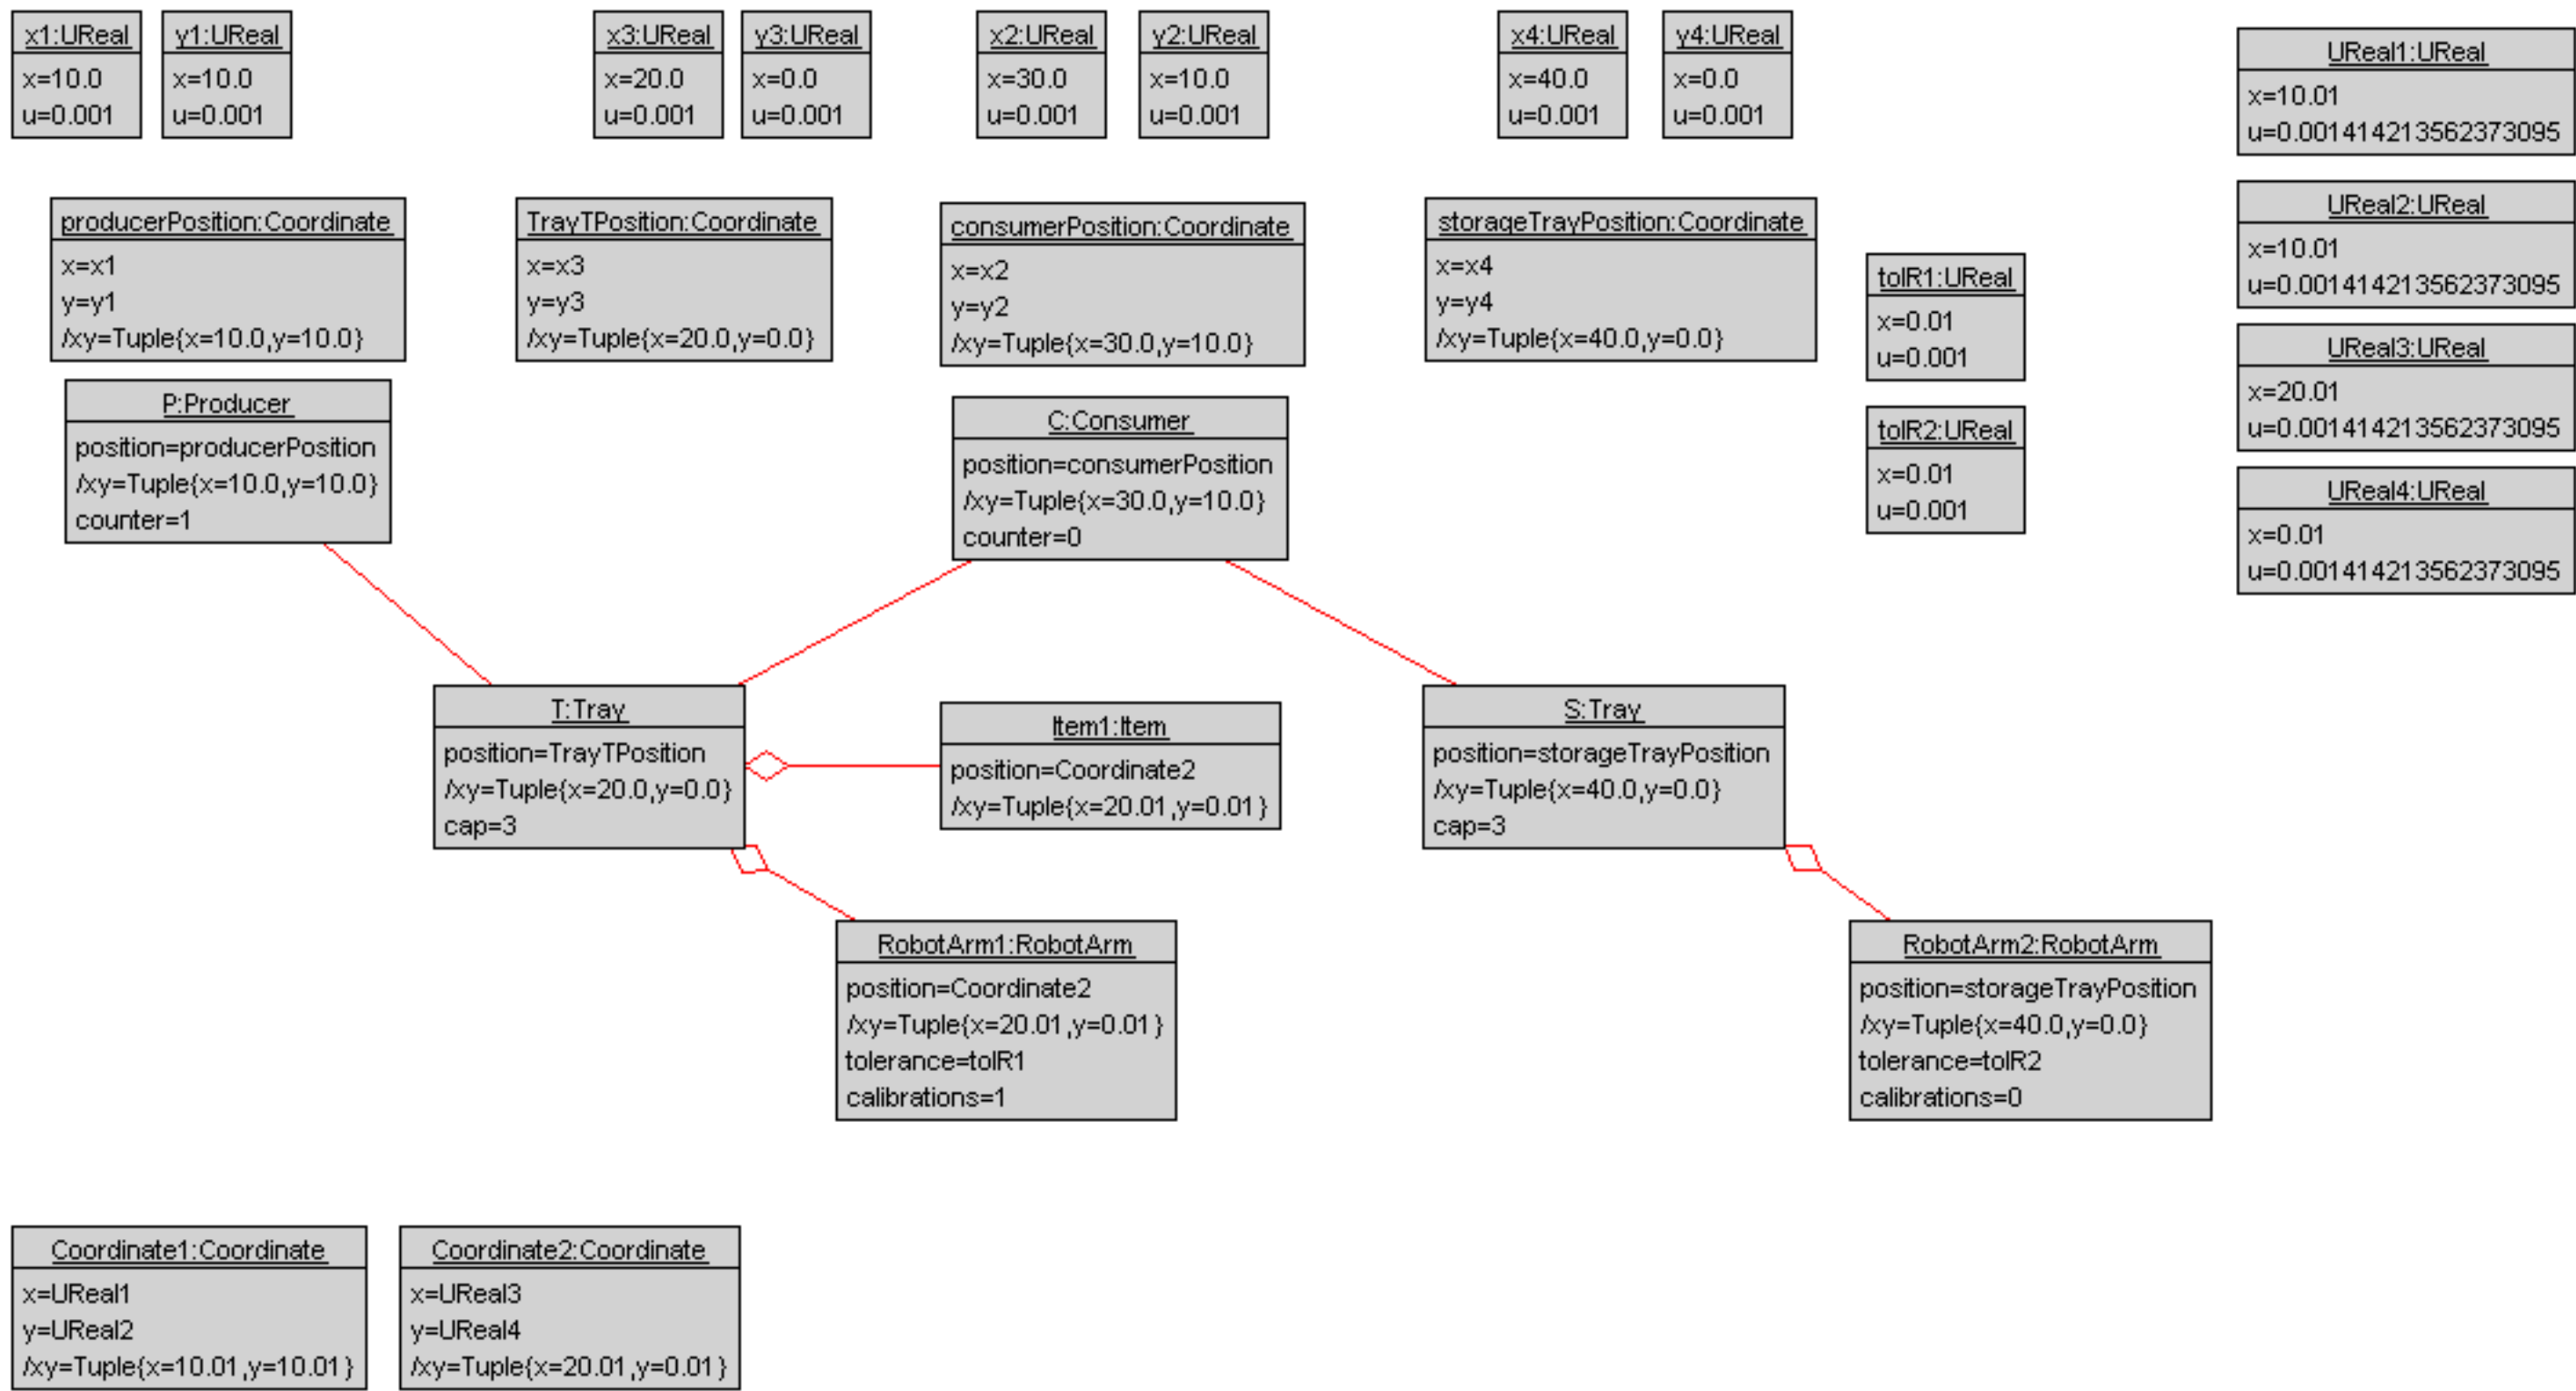 x1:UReal
x=10.0
u=0.001
y1:UReal
x=10.0
u=0.001
x3:UReal
x=20.0
u=0.001
y3:UReal
x=0.0
u=0.001
x2:UReal
x=30.0
u=0.001
y2:UReal
x=10.0
u=0.001
x4:UReal
x=40.0
u=0.001
y4:UReal
x=0.0
u=0.001
UReal1:UReal
x=10.01
u=0.001414213562373095
UReal2:UReal
x=10.01
u=0.001414213562373095
UReal3:UReal
x=20.01
u=0.001414213562373095
UReal4:UReal
x=0.01
u=0.001414213562373095
producerPosition:Coordinate
x=x1
y=y1
/xy=Tuple{x=10.0,y=10.0}
TrayTPosition:Coordinate
x=x3
y=y3
/xy=Tuple{x=20.0,y=0.0}
consumerPosition:Coordinate
x=x2
y=y2
/xy=Tuple{x=30.0,y=10.0}
storageTrayPosition:Coordinate
x=x4
y=y4
/xy=Tuple{x=40.0,y=0.0}
tolR1:UReal
x=0.01
u=0.001
tolR2:UReal
x=0.01
u=0.001
P:Producer
position=producerPosition
/xy=Tuple{x=10.0,y=10.0}
counter=1
C:Consumer
position=consumerPosition
/xy=Tuple{x=30.0,y=10.0}
counter=0
T:Tray
position=TrayTPosition
/xy=Tuple{x=20.0,y=0.0}
cap=3
Item1:Item
position=Coordinate2
/xy=Tuple{x=20.01,y=0.01}
S:Tray
position=storageTrayPosition
/xy=Tuple{x=40.0,y=0.0}
cap=3
RobotArm1:RobotArm
position=Coordinate2
/xy=Tuple{x=20.01,y=0.01}
tolerance=tolR1
calibrations=1
RobotArm2:RobotArm
position=storageTrayPosition
/xy=Tuple{x=40.0,y=0.0}
tolerance=tolR2
calibrations=0
Coordinate1:Coordinate
x=UReal1
y=UReal2
/xy=Tuple{x=10.01,y=10.01}
Coordinate2:Coordinate
x=UReal3
y=UReal4
/xy=Tuple{x=20.01,y=0.01}